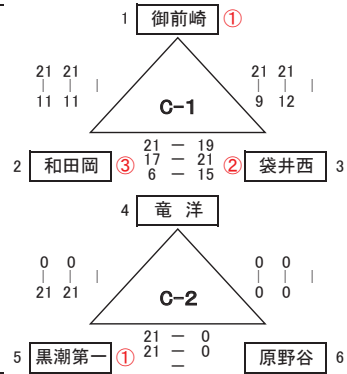 1 御前崎 ①
21 21 21 21
| | | | | |
11 11 9 12
C-1
21 － 19
17 － 21
6 － 15
2 和田岡 ③ ② 袋井西 3
4 竜 洋
0 0 0 0
| | | | | |
21 21 0 0
C-2
21 － 0
21 － 0
－
5 黒潮第一 ① 原野谷 6